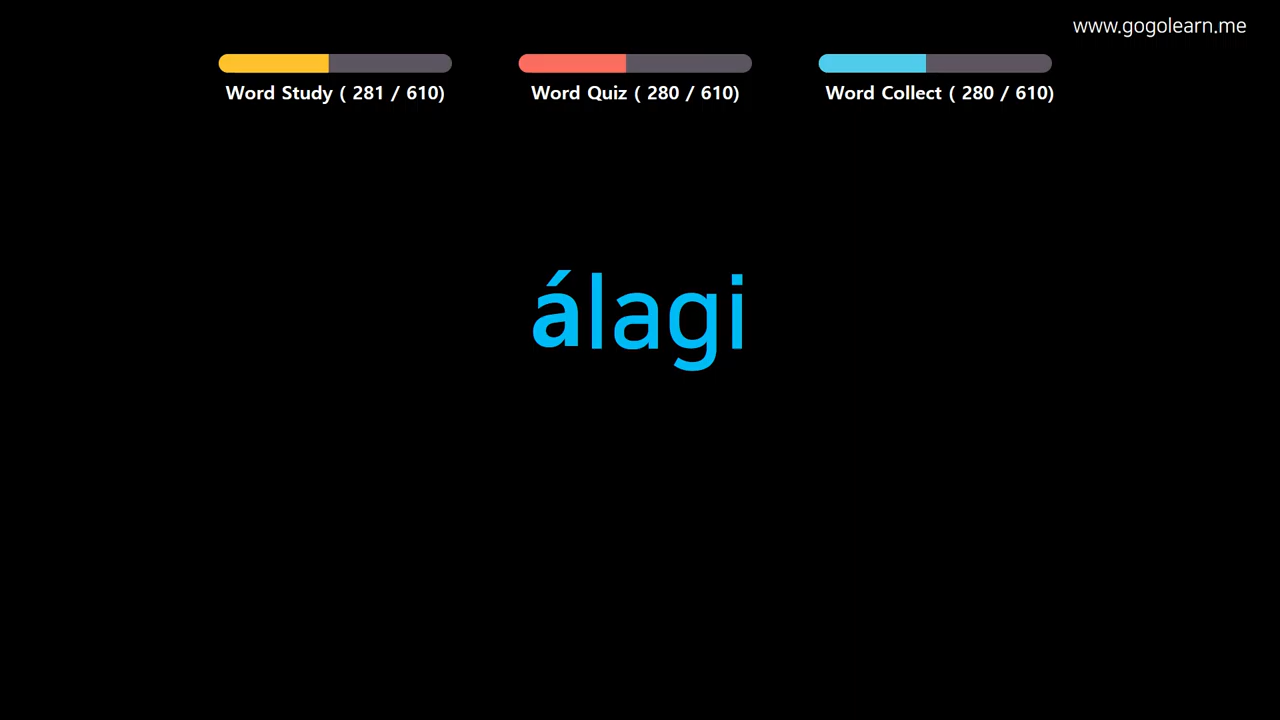 www.gogolearn.me
Word Study ( 281 / 610)
Word Quiz ( 280 / 610)
Word Collect ( 280 / 610)
álagi